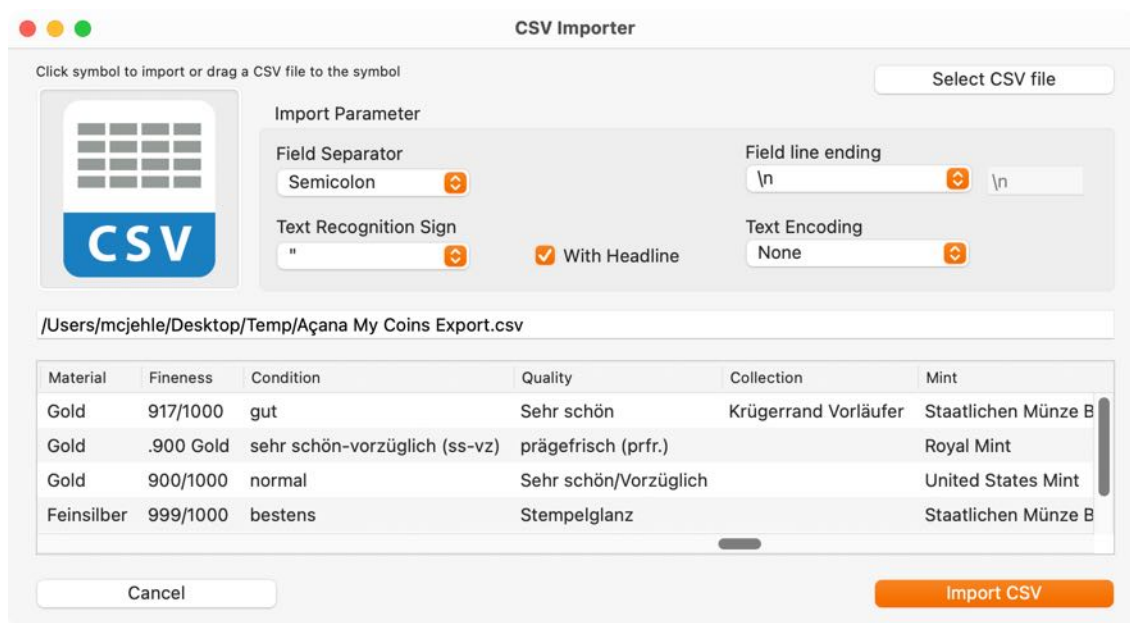 CSV Importer
Click symbol to import or drag a CSV file to the symbol
Select CSV file
CSV
Import Parameter
Field Separator
Semicolon
Field line ending
\n
\n
Text Recognition Sign
"
With Headline
Text Encoding
None
/Users/mcjehle/Desktop/Temp/Açana My Coins Export.csv
Material Fineness Condition Quality Collection Mint
Gold 917/1000 gut Sehr schön Krügerrand Vorläufer Staatlichen Münze B
Gold .900 Gold sehr schön-vorzüglich (ss-vz) prägefrisch (prfr.) Royal Mint
Gold 900/1000 normal Sehr schön/Vorzüglich United States Mint
Feinsilber 999/1000 bestens Stempelglanz Staatlichen Münze B
Cancel
Import CSV